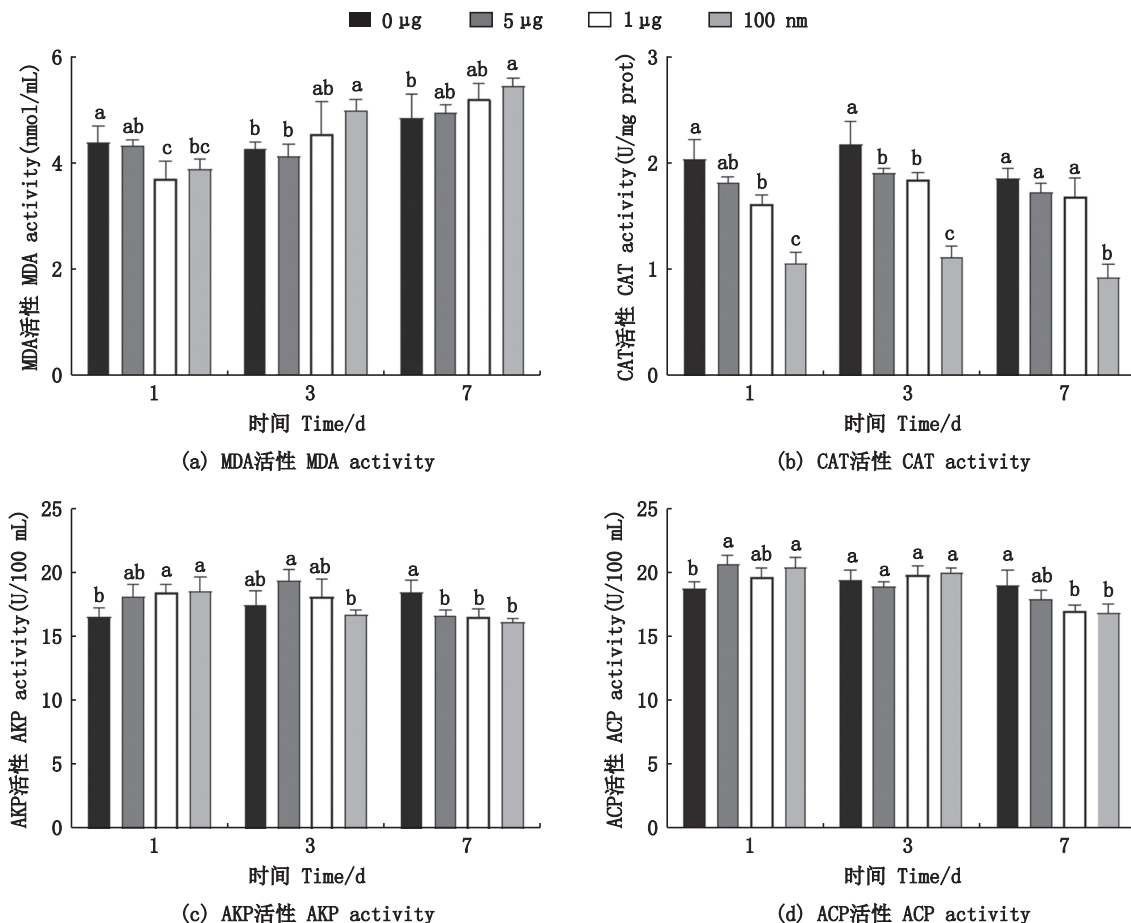 0 μg 5 μg 1 μg 100 nm
MDA活性 MDA activity(nmol/mL)
6
4
2
0
a ab c bc
b b ab a
b ab ab a
1 3 7
时间 Time/d
(a) MDA活性 MDA activity
CAT活性 CAT activity(U/mg prot)
3
2
1
0
a ab b c
a b b c
a a a b
1 3 7
时间 Time/d
(b) CAT活性 CAT activity
AKP活性 AKP activity(U/100 mL)
25
20
15
10
5
0
b ab a a
ab a ab b
a b b b
1 3 7
时间 Time/d
(c) AKP活性 AKP activity
ACP活性 ACP activity(U/100 mL)
25
20
15
10
5
0
b a ab a
a a a a
a ab b b
1 3 7
时间 Time/d
(d) ACP活性 ACP activity